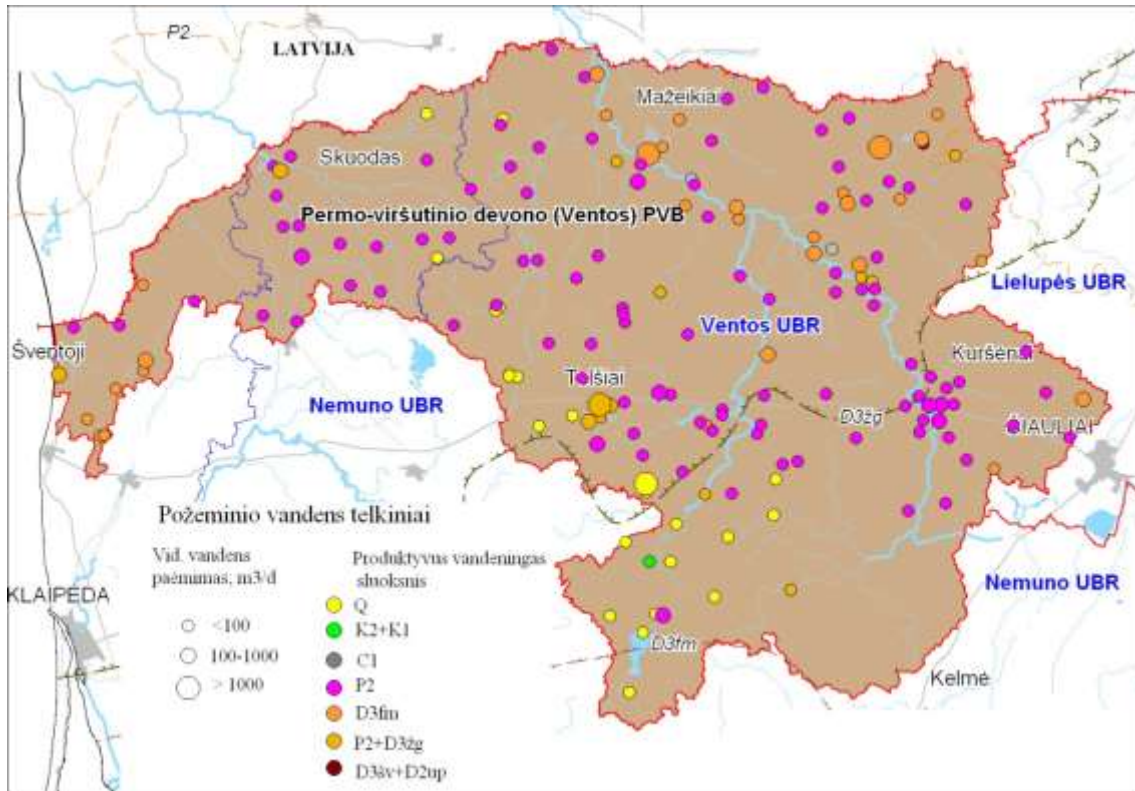 P2
LATVIJA
Mažeikiai
Skuodas
Permo-viršutinio devono (Ventos) PVB
Lielupės UBR
Ventos UBR
Šventoji
Kuršėnai
Telšiai
Nemuno UBR
D3žg
ČIAULIAI
Požeminio vandens telkiniai
Vid. vandens
paėmimas, m3/d
<100
100-1000
> 1000
Produktyvus vandeningas
sluoksnis
Q
K2+K1
C1
P2
D3fm
P2+D3žg
D3šv+D2up
KLAIPĖDA
Nemuno UBR
D3fm
Kelmė